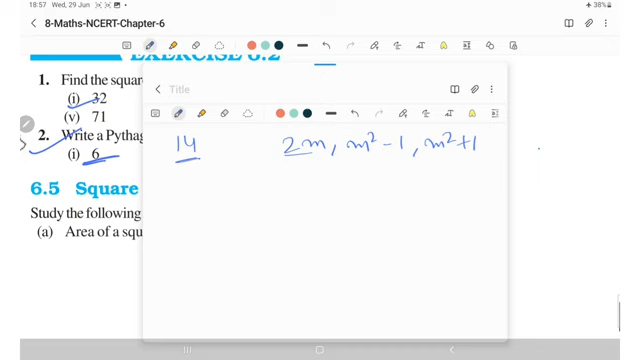 18:57 Wed, 29 Jun
38%
8-Maths-NCERT-Chapter-6
EXERCISE 6.2
1. Find the square
(i) 32
(v) 71
2. Write a Pythag
(i) 6
6.5 Square
Study the following
(a) Area of a squ
Title
14 2m, m² - 1, m² + 1